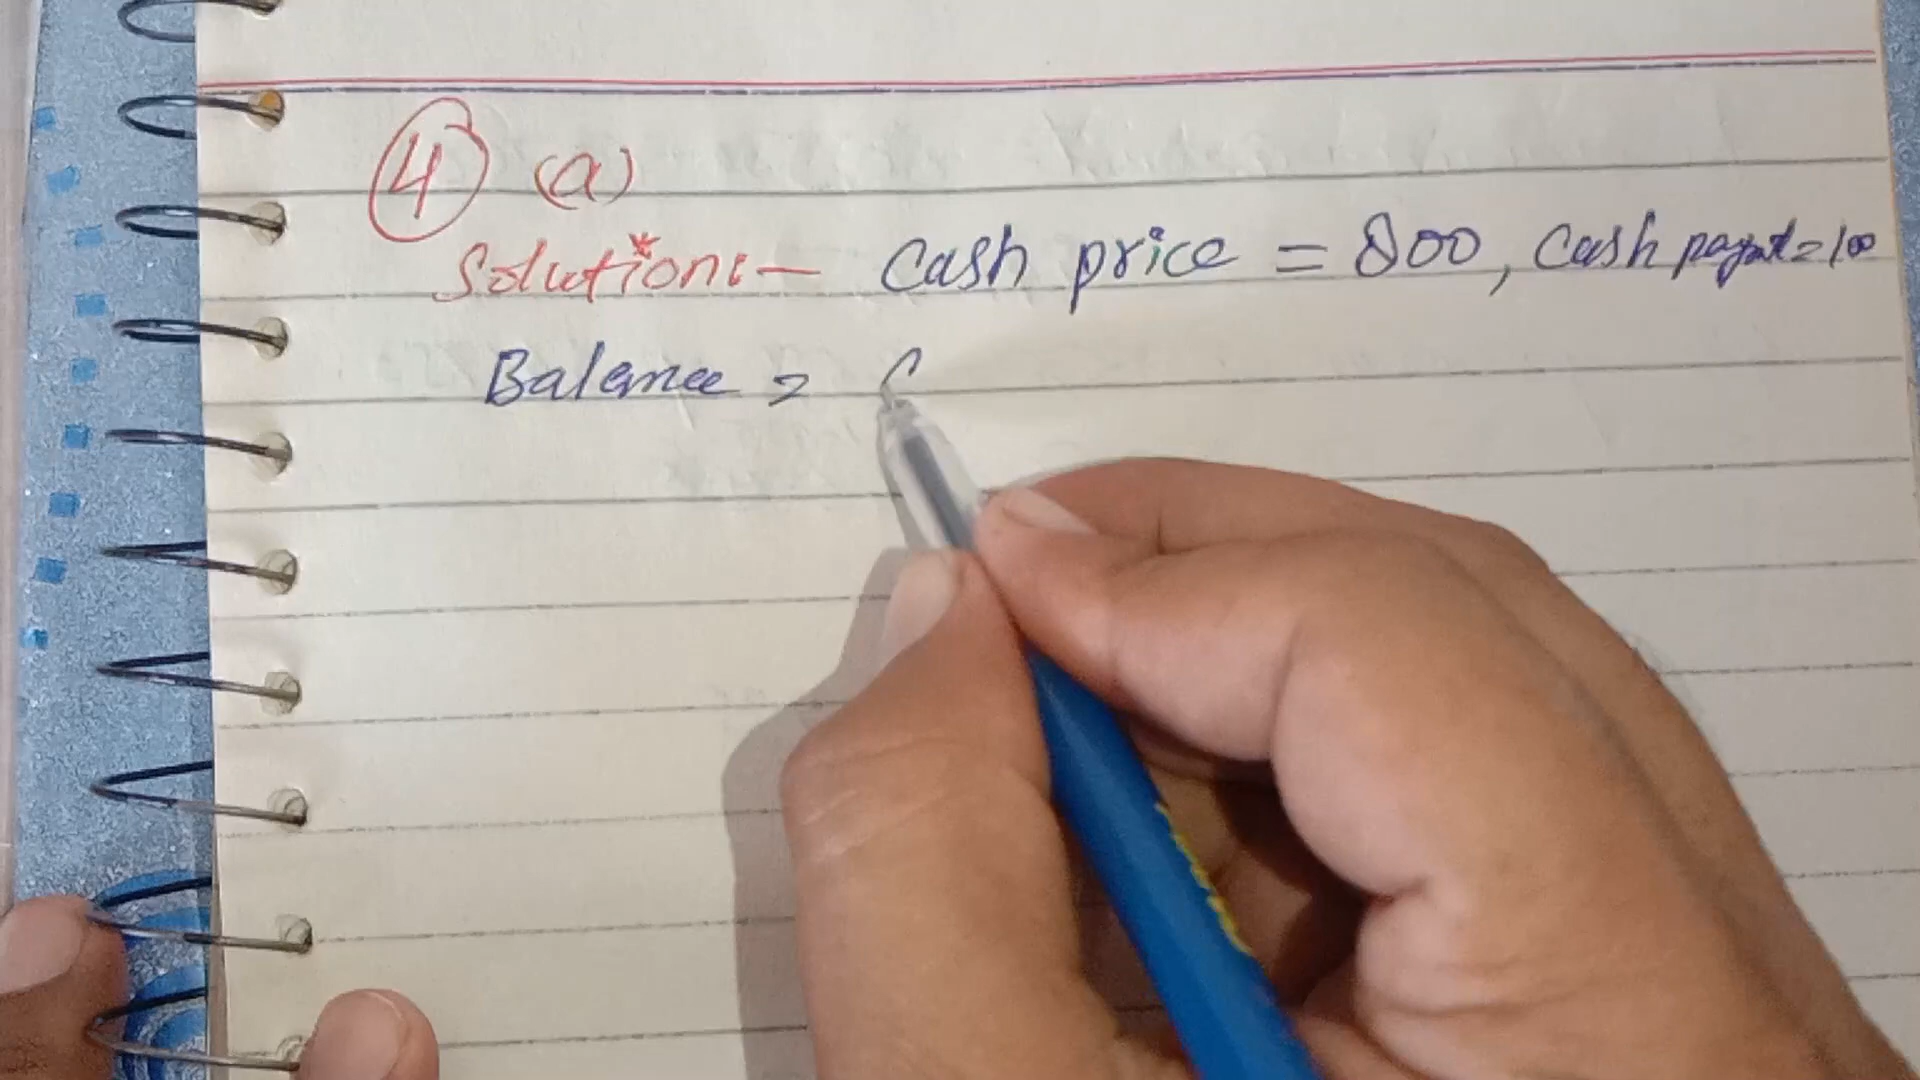 4 (a)
Solution:- Cash price = 800, Cash paymt = 100
Balance =